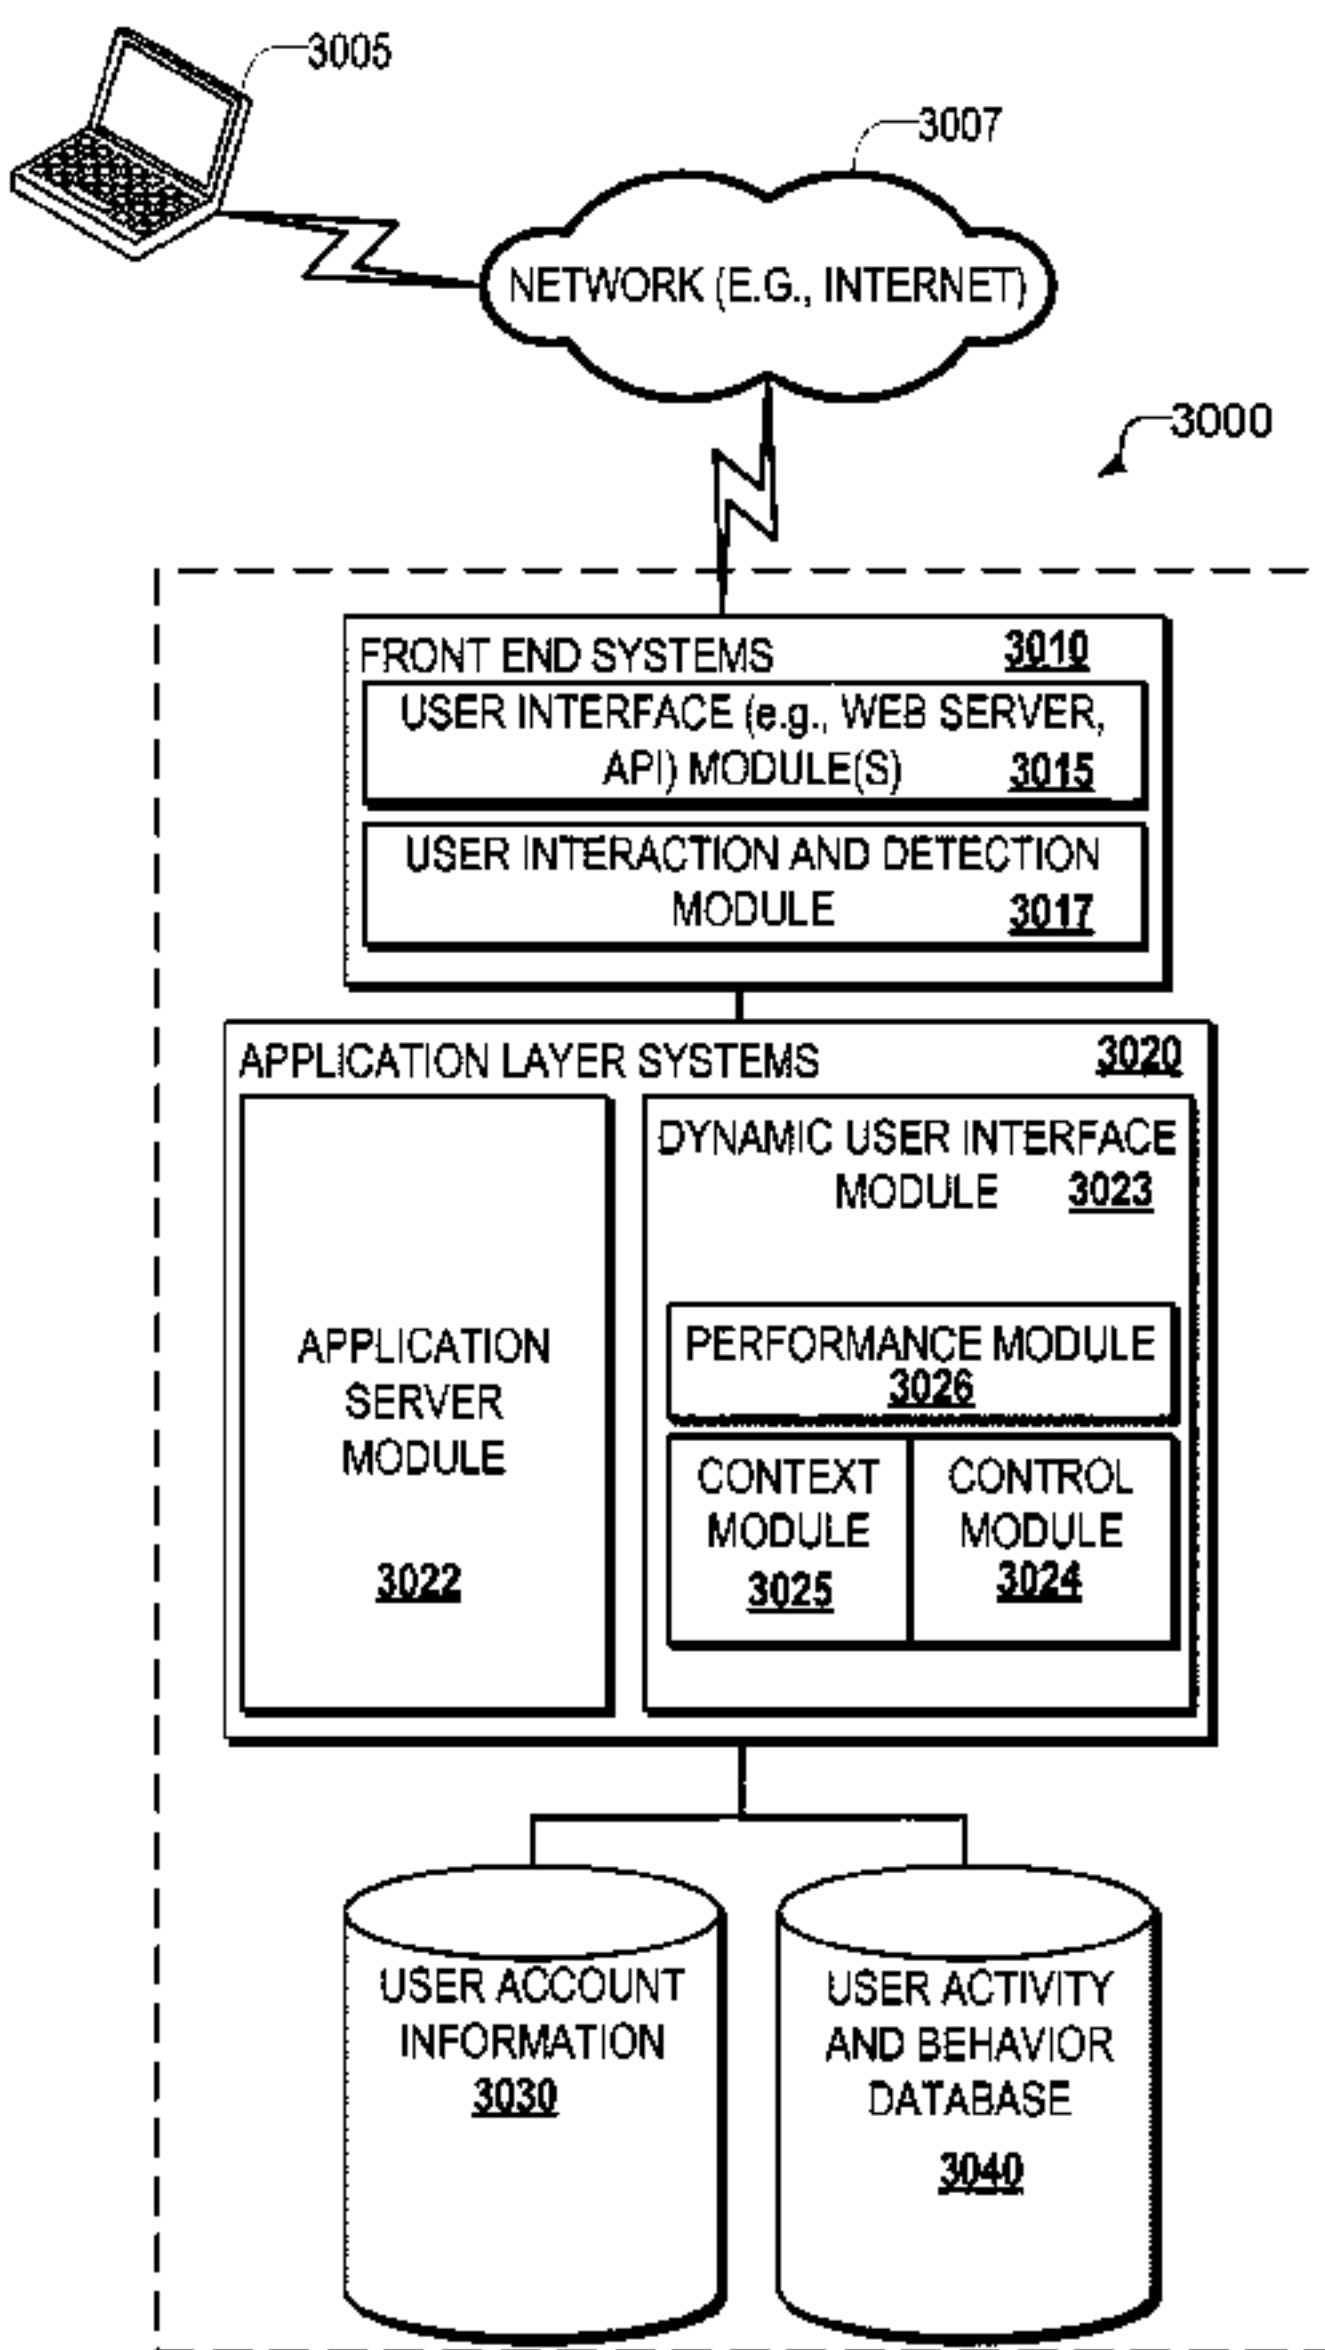 3005
3007
NETWORK (E.G., INTERNET)
3000
FRONT END SYSTEMS 3010
USER INTERFACE (e.g., WEB SERVER,
API) MODULE(S) 3015
USER INTERACTION AND DETECTION
MODULE 3017
APPLICATION LAYER SYSTEMS 3020
APPLICATION
SERVER
MODULE
3022
DYNAMIC USER INTERFACE
MODULE 3023
PERFORMANCE MODULE
3026
CONTEXT
MODULE
3025
CONTROL
MODULE
3024
USER ACCOUNT
INFORMATION
3030
USER ACTIVITY
AND BEHAVIOR
DATABASE
3040